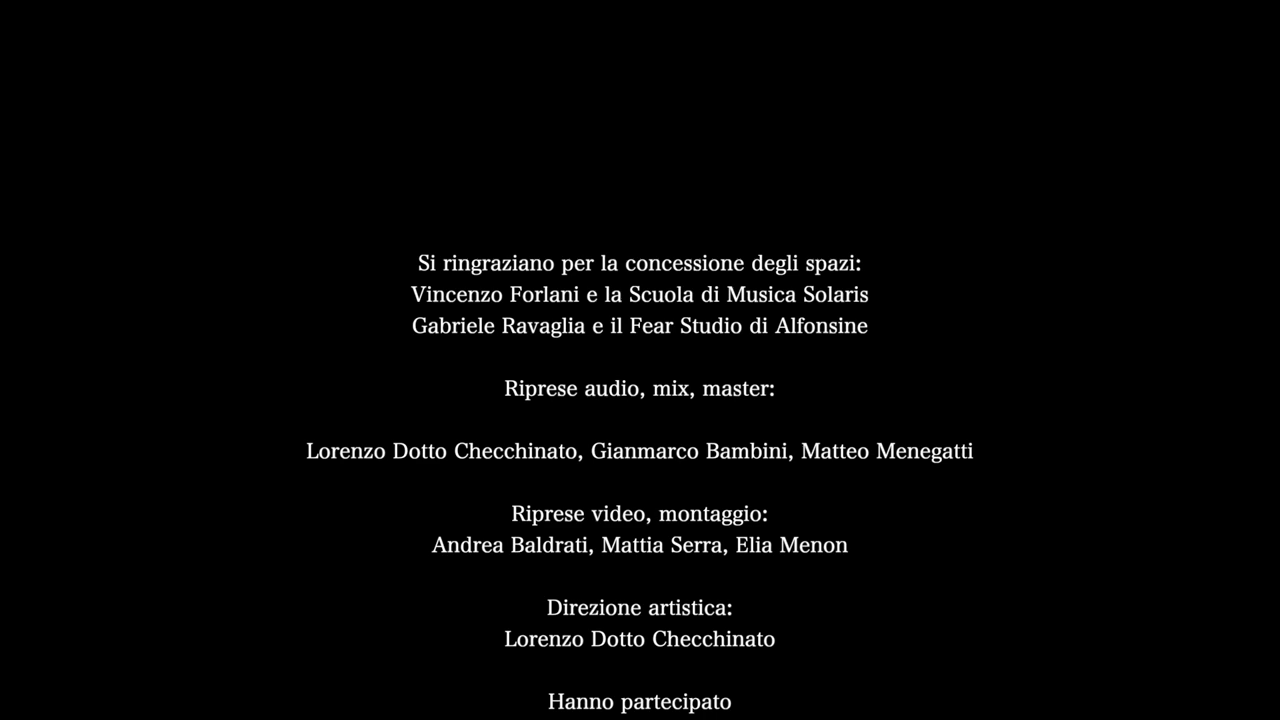 Si ringraziano per la concessione degli spazi:
Vincenzo Forlani e la Scuola di Musica Solaris
Gabriele Ravaglia e il Fear Studio di Alfonsine
Riprese audio, mix, master:
Lorenzo Dotto Checchinato, Gianmarco Bambini, Matteo Menegatti
Riprese video, montaggio:
Andrea Baldrati, Mattia Serra, Elia Menon
Direzione artistica:
Lorenzo Dotto Checchinato
Hanno partecipato